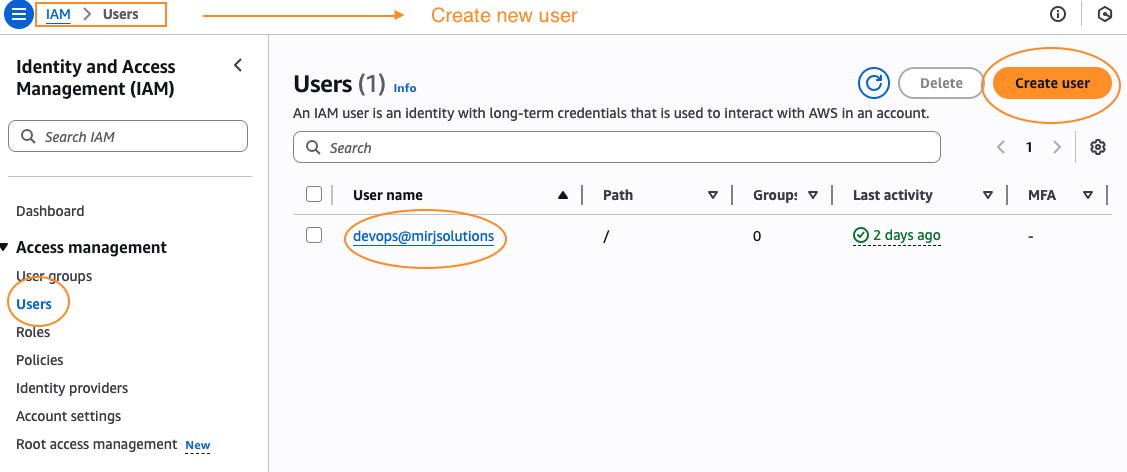 IAM > Users
Create new user
Identity and Access
Management (IAM)
Search IAM
Dashboard
Access management
User groups
Users
Roles
Policies
Identity providers
Account settings
Root access management New
Users (1) Info
Delete
Create user
An IAM user is an identity with long-term credentials that is used to interact with AWS in an account.
Search
1
User name Path Groups Last activity MFA
devops@mirjsolutions / 0 2 days ago -